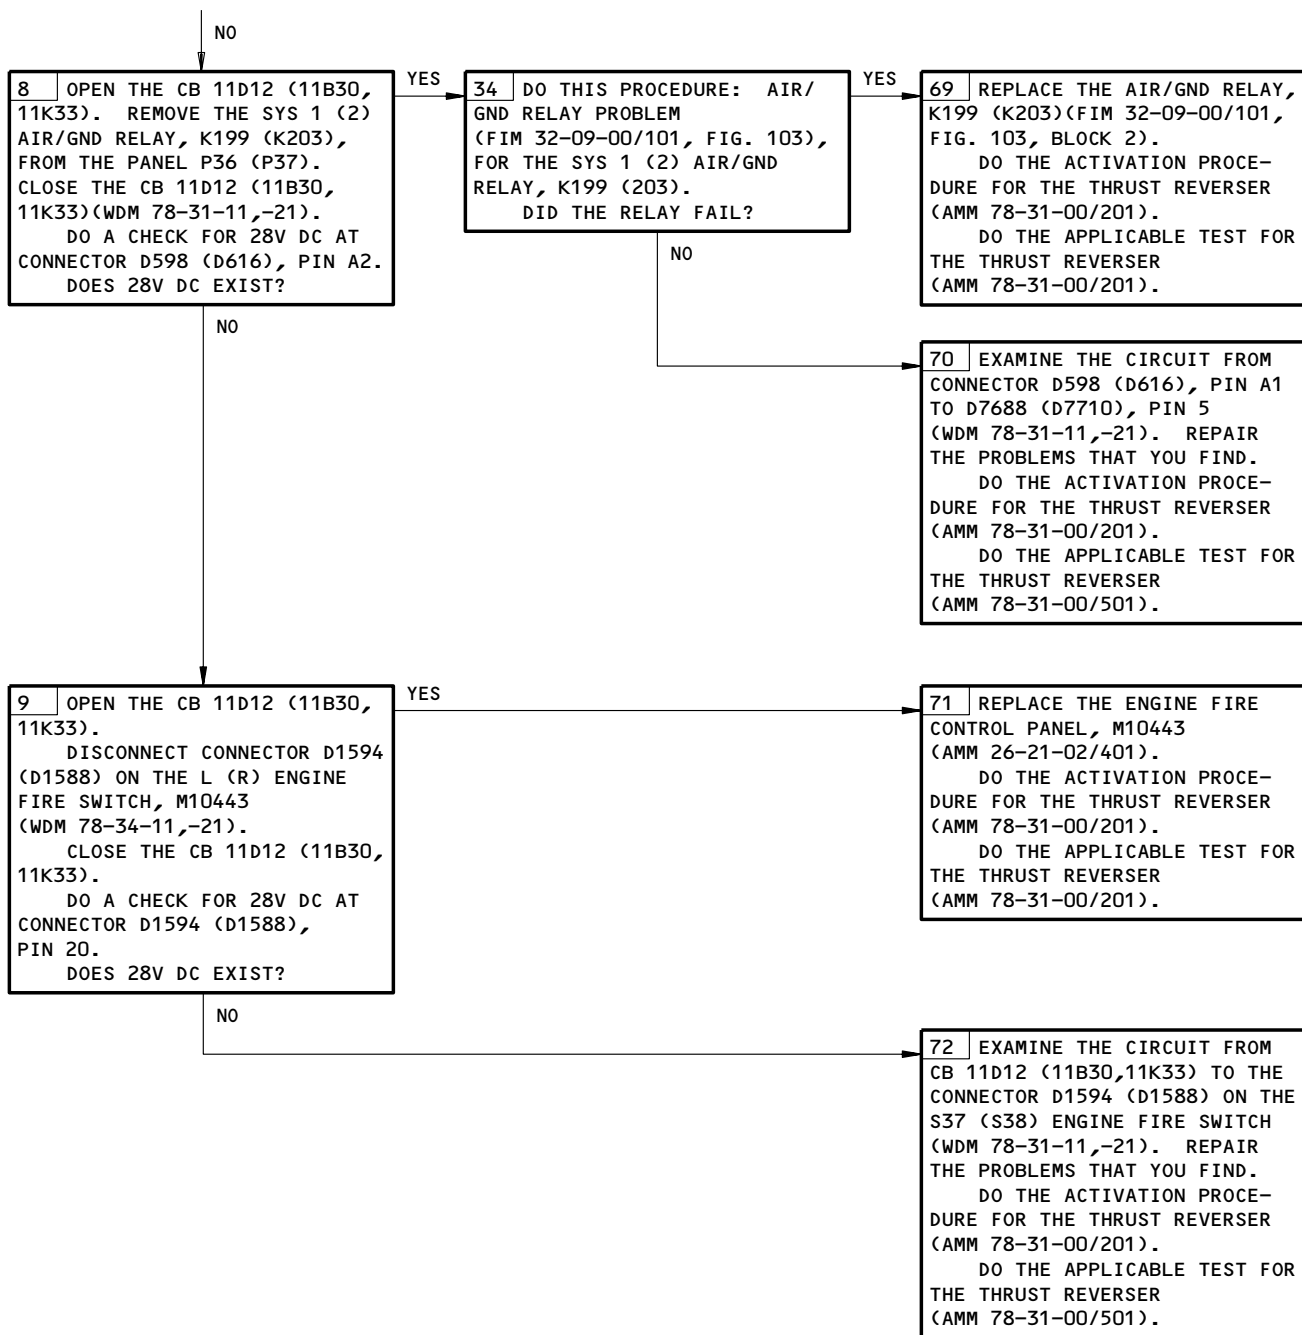 NO
8 OPEN THE CB 11D12 (11B30,
11K33). REMOVE THE SYS 1 (2)
AIR/GND RELAY, K199 (K203),
FROM THE PANEL P36 (P37).
CLOSE THE CB 11D12 (11B30,
11K33)(WDM 78-31-11,-21).
DO A CHECK FOR 28V DC AT
CONNECTOR D598 (D616), PIN A2.
DOES 28V DC EXIST?
YES
34 DO THIS PROCEDURE: AIR/
GND RELAY PROBLEM
(FIM 32-09-00/101, FIG. 103),
FOR THE SYS 1 (2) AIR/GND
RELAY, K199 (203).
DID THE RELAY FAIL?
YES
69 REPLACE THE AIR/GND RELAY,
K199 (K203)(FIM 32-09-00/101,
FIG. 103, BLOCK 2).
DO THE ACTIVATION PROCE-
DURE FOR THE THRUST REVERSER
(AMM 78-31-00/201).
DO THE APPLICABLE TEST FOR
THE THRUST REVERSER
(AMM 78-31-00/201).
NO
70 EXAMINE THE CIRCUIT FROM
CONNECTOR D598 (D616), PIN A1
TO D7688 (D7710), PIN 5
(WDM 78-31-11,-21). REPAIR
THE PROBLEMS THAT YOU FIND.
DO THE ACTIVATION PROCE-
DURE FOR THE THRUST REVERSER
(AMM 78-31-00/201).
DO THE APPLICABLE TEST FOR
THE THRUST REVERSER
(AMM 78-31-00/501).
NO
9 OPEN THE CB 11D12 (11B30,
11K33).
DISCONNECT CONNECTOR D1594
(D1588) ON THE L (R) ENGINE
FIRE SWITCH, M10443
(WDM 78-34-11,-21).
CLOSE THE CB 11D12 (11B30,
11K33).
DO A CHECK FOR 28V DC AT
CONNECTOR D1594 (D1588),
PIN 20.
DOES 28V DC EXIST?
YES
71 REPLACE THE ENGINE FIRE
CONTROL PANEL, M10443
(AMM 26-21-02/401).
DO THE ACTIVATION PROCE-
DURE FOR THE THRUST REVERSER
(AMM 78-31-00/201).
DO THE APPLICABLE TEST FOR
THE THRUST REVERSER
(AMM 78-31-00/201).
NO
72 EXAMINE THE CIRCUIT FROM
CB 11D12 (11B30,11K33) TO THE
CONNECTOR D1594 (D1588) ON THE
S37 (S38) ENGINE FIRE SWITCH
(WDM 78-31-11,-21). REPAIR
THE PROBLEMS THAT YOU FIND.
DO THE ACTIVATION PROCE-
DURE FOR THE THRUST REVERSER
(AMM 78-31-00/201).
DO THE APPLICABLE TEST FOR
THE THRUST REVERSER
(AMM 78-31-00/501).